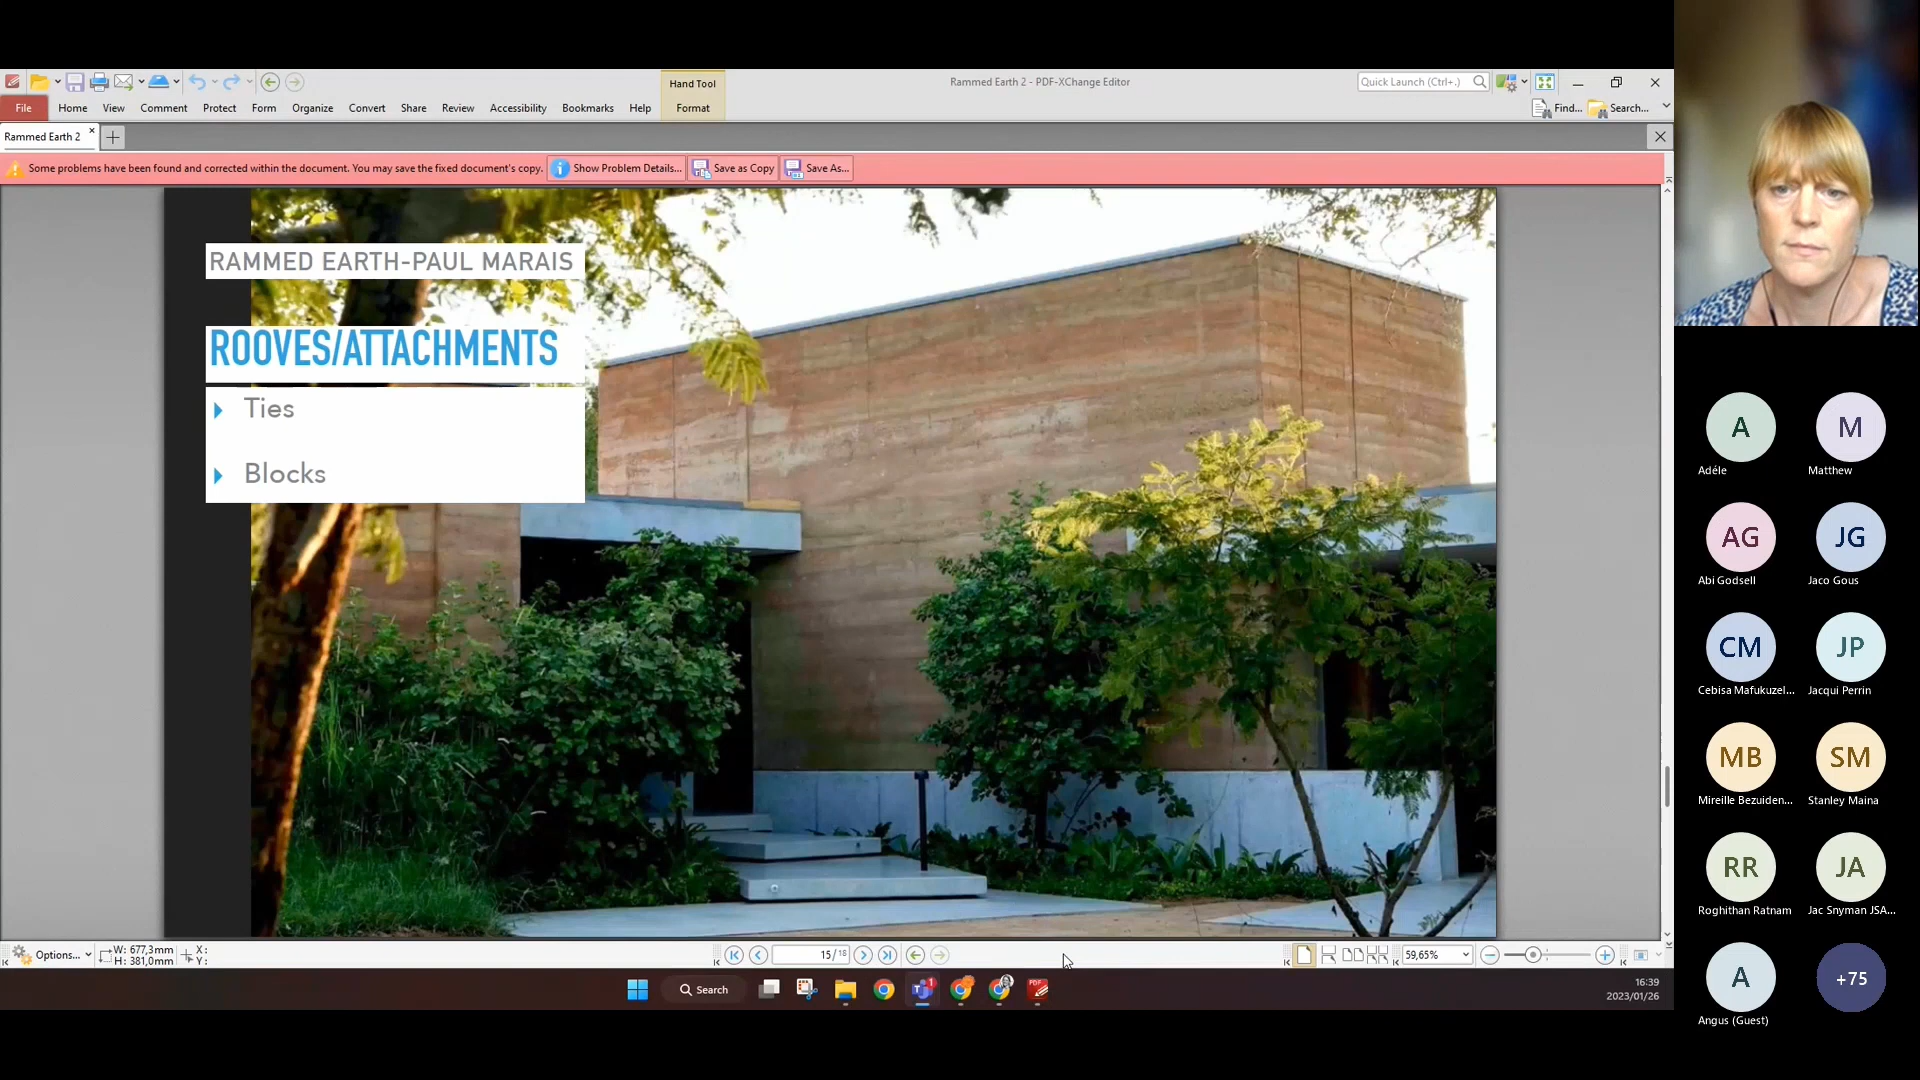 Hand Tool
Rammed Earth 2 - PDF-XChange Editor
Quick Launch (Ctrl+.)
File Home View Comment Protect Form Organize Convert Share Review Accessibility Bookmarks Help Format
Find... Search...
Rammed Earth 2
Some problems have been found and corrected within the document. You may save the fixed document's copy. Show Problem Details... Save as Copy Save As...
RAMMED EARTH-PAUL MARAIS
ROOVES/ATTACHMENTS
Ties
Blocks
Options... W: 677,3mm X:
H: 381,0mm Y:
15/18
59,65%
Search
16:39
2023/01/26
A M
Adéle Matthew
AG JG
Abi Godsell Jaco Gous
CM JP
Cebisa Mafukuzel... Jacqui Perrin
MB SM
Mireille Bezuiden... Stanley Maina
RR JA
Roghithan Ratnam Jac Snyman JSA...
A +75
Angus (Guest)